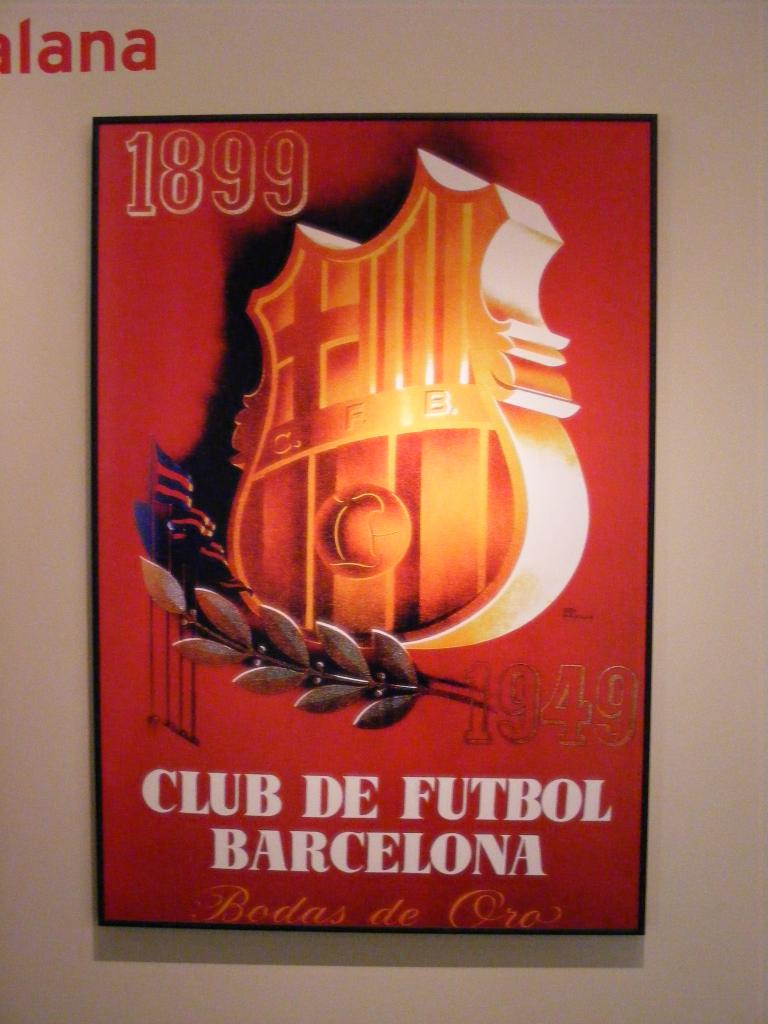 alana
1899
C. F. B.
1949
CLUB DE FUTBOL
BARCELONA
Bodas de Oro